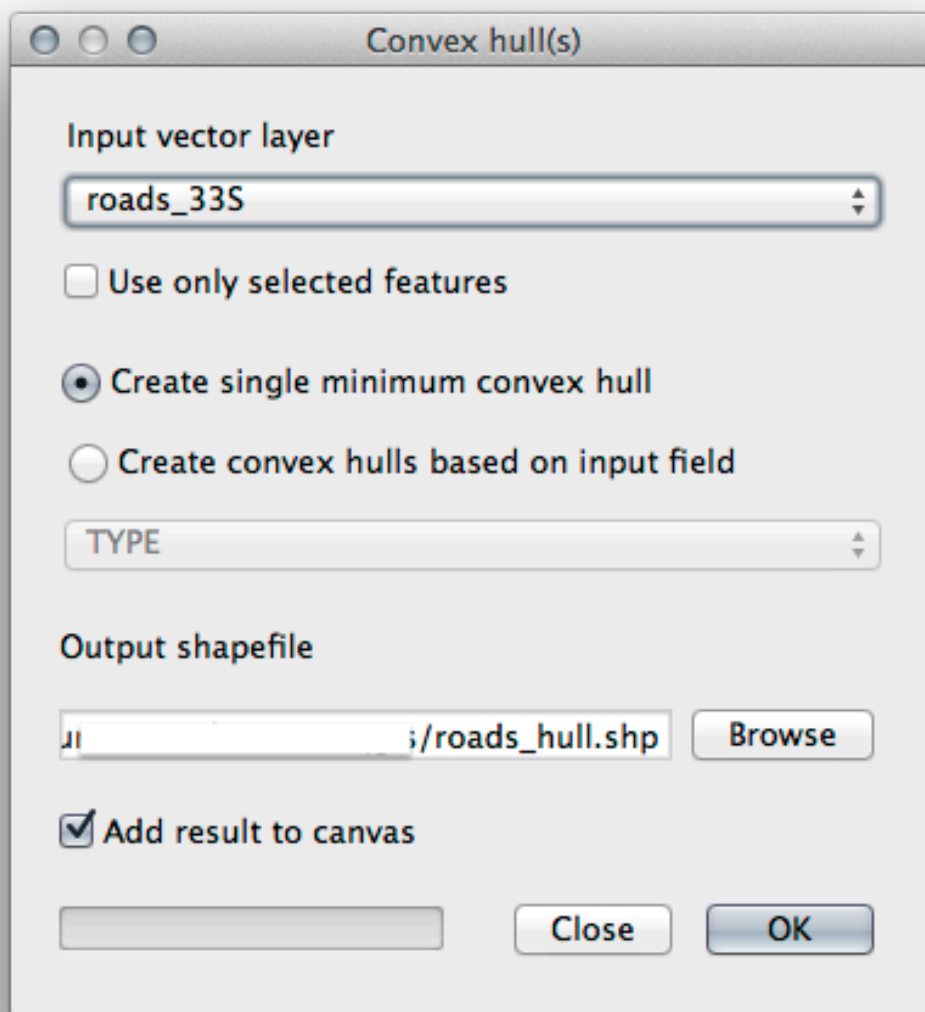 Convex hull(s)
Input vector layer
roads_33S
Use only selected features
Create single minimum convex hull
Create convex hulls based on input field
TYPE
Output shapefile
/roads_hull.shp Browse
Add result to canvas
Close OK